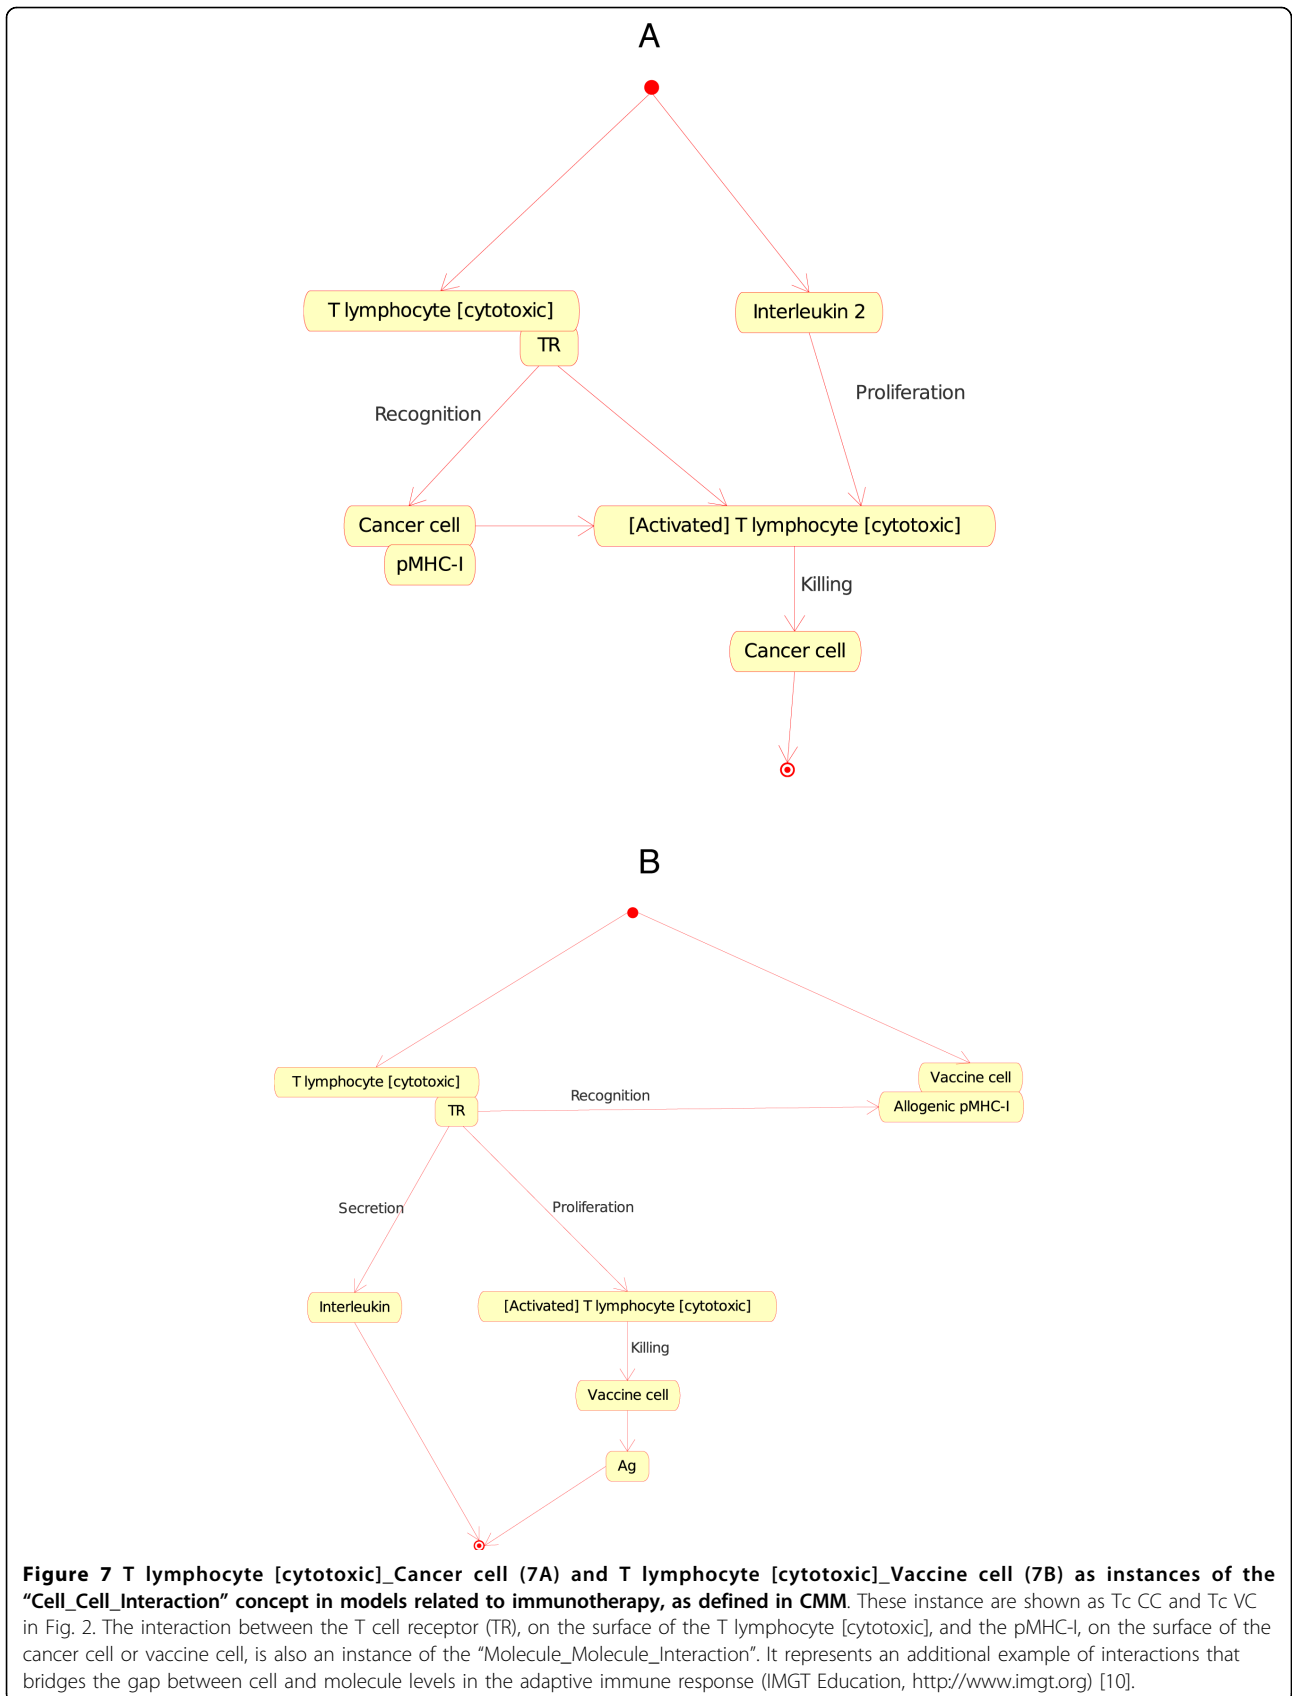 A
T lymphocyte [cytotoxic]
Interleukin 2
TR
Proliferation
Recognition
Cancer cell
[Activated] T lymphocyte [cytotoxic]
pMHC-I
Killing
Cancer cell
B
T lymphocyte [cytotoxic]
Vaccine cell
TR
Recognition
Allogenic pMHC-I
Secretion
Proliferation
Interleukin
[Activated] T lymphocyte [cytotoxic]
Killing
Vaccine cell
Ag
Figure 7 T lymphocyte [cytotoxic]_Cancer cell (7A) and T lymphocyte [cytotoxic]_Vaccine cell (7B) as instances of the
“Cell_Cell_Interaction” concept in models related to immunotherapy, as defined in CMM. These instance are shown as Tc CC and Tc VC
in Fig. 2. The interaction between the T cell receptor (TR), on the surface of the T lymphocyte [cytotoxic], and the pMHC-I, on the surface of the
cancer cell or vaccine cell, is also an instance of the “Molecule_Molecule_Interaction”. It represents an additional example of interactions that
bridges the gap between cell and molecule levels in the adaptive immune response (IMGT Education, http://www.imgt.org) [10].